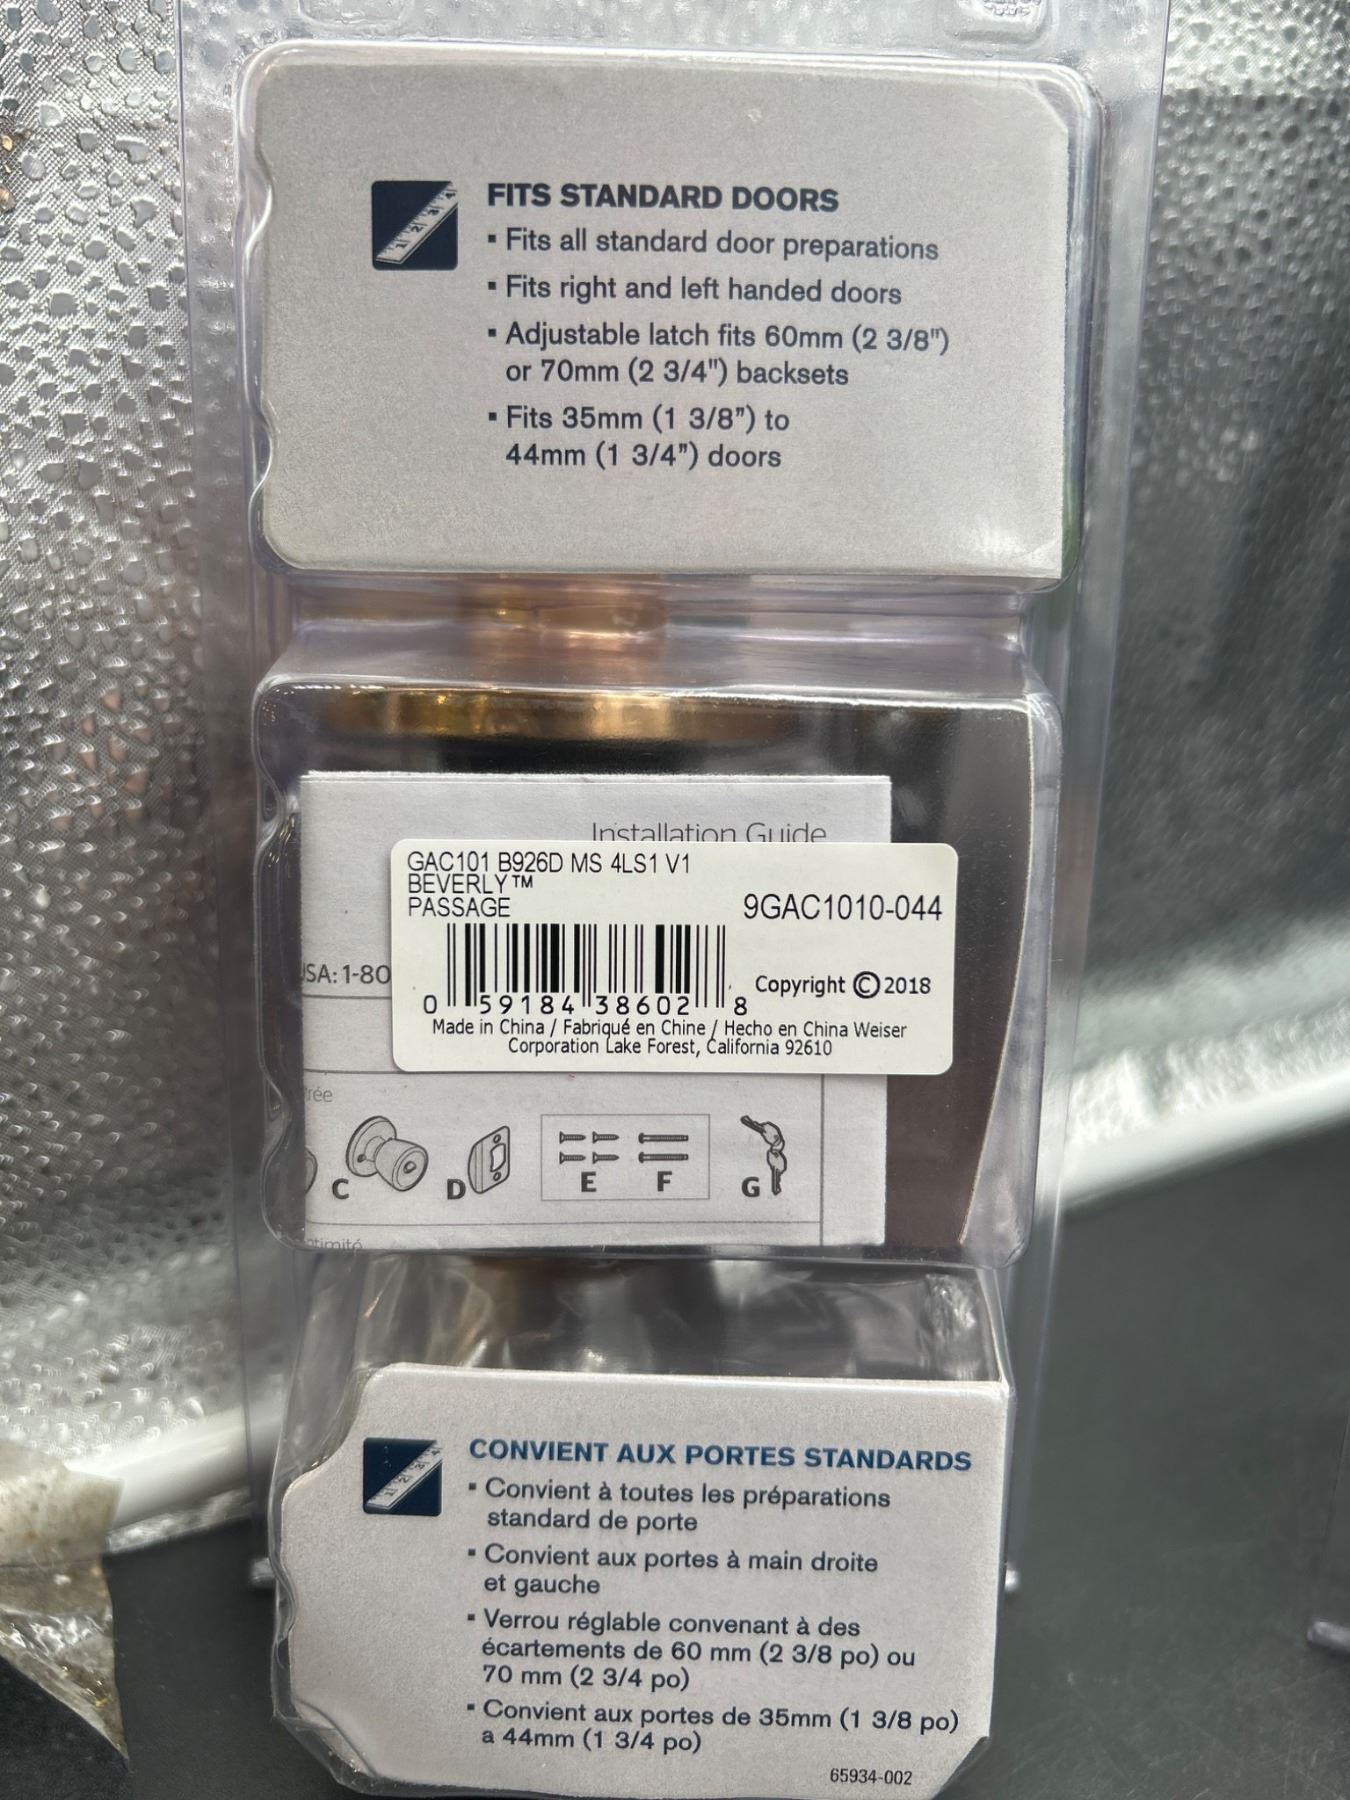 FITS STANDARD DOORS
▪ Fits all standard door preparations
▪ Fits right and left handed doors
▪ Adjustable latch fits 60mm (2 3/8")
or 70mm (2 3/4") backsets
▪ Fits 35mm (1 3/8") to
44mm (1 3/4") doors
Installation Guide
GAC101 B926D MS 4LS1 V1
BEVERLY™
PASSAGE
9GAC1010-044
USA: 1-80
Copyright © 2018
0 59184 38602 8
Made in China / Fabriqué en Chine / Hecho en China Weiser
Corporation Lake Forest, California 92610
rée
C D E F G
ntimité
CONVIENT AUX PORTES STANDARDS
▪ Convient à toutes les préparations
standard de porte
▪ Convient aux portes à main droite
et gauche
▪ Verrou réglable convenant à des
écartements de 60 mm (2 3/8 po) ou
70 mm (2 3/4 po)
▪ Convient aux portes de 35mm (1 3/8 po)
a 44mm (1 3/4 po)
65934-002